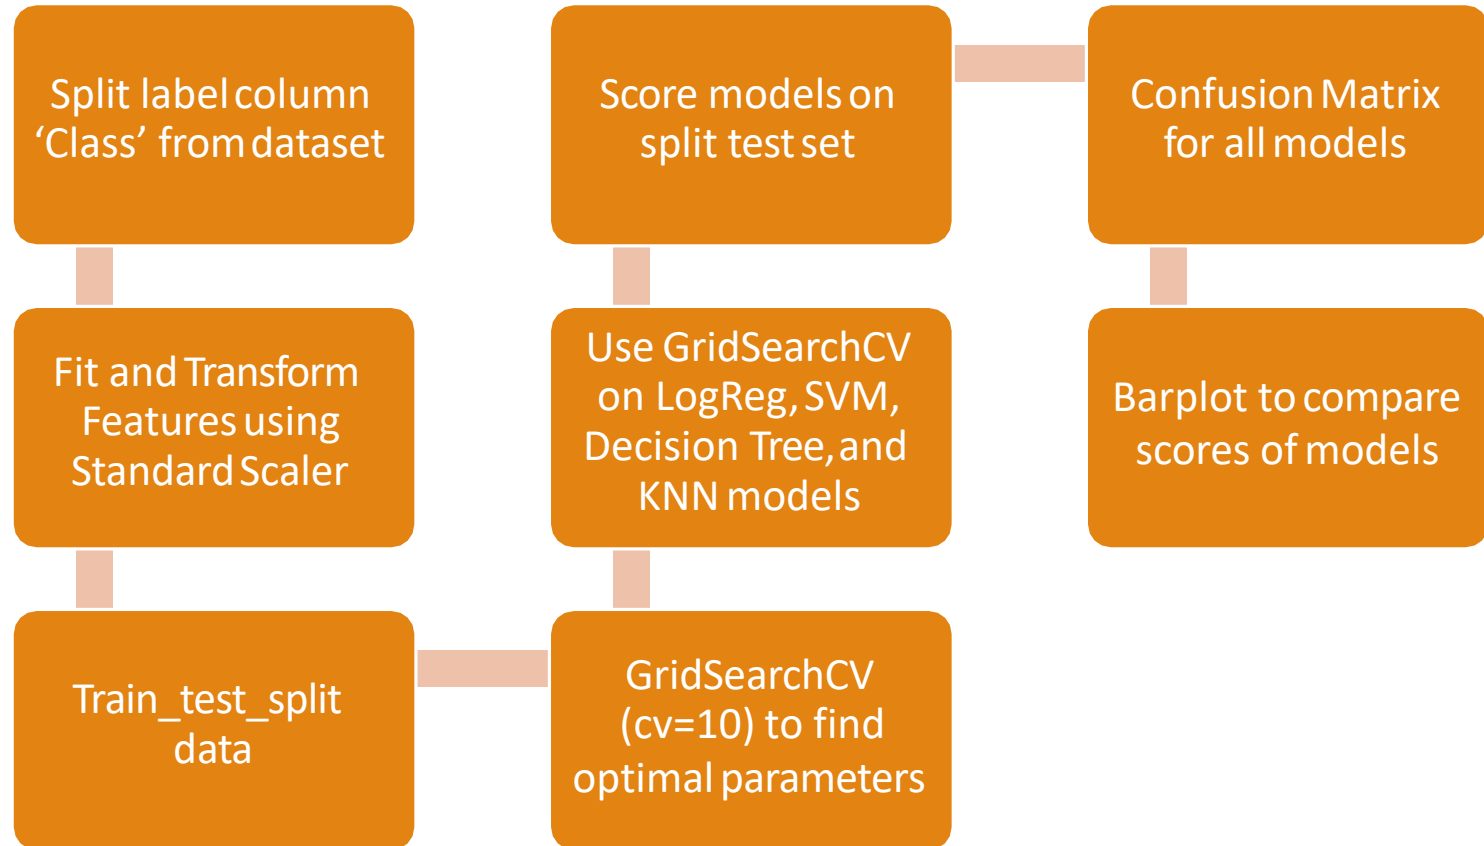 Split label column
‘Class’ from dataset
Fit and Transform
Features using
Standard Scaler
Train_test_split
data
GridSearchCV
(cv=10) to find
optimal parameters
Use GridSearchCV
on LogReg, SVM,
Decision Tree, and
KNN models
Score models on
split test set
Confusion Matrix
for all models
Barplot to compare
scores of models